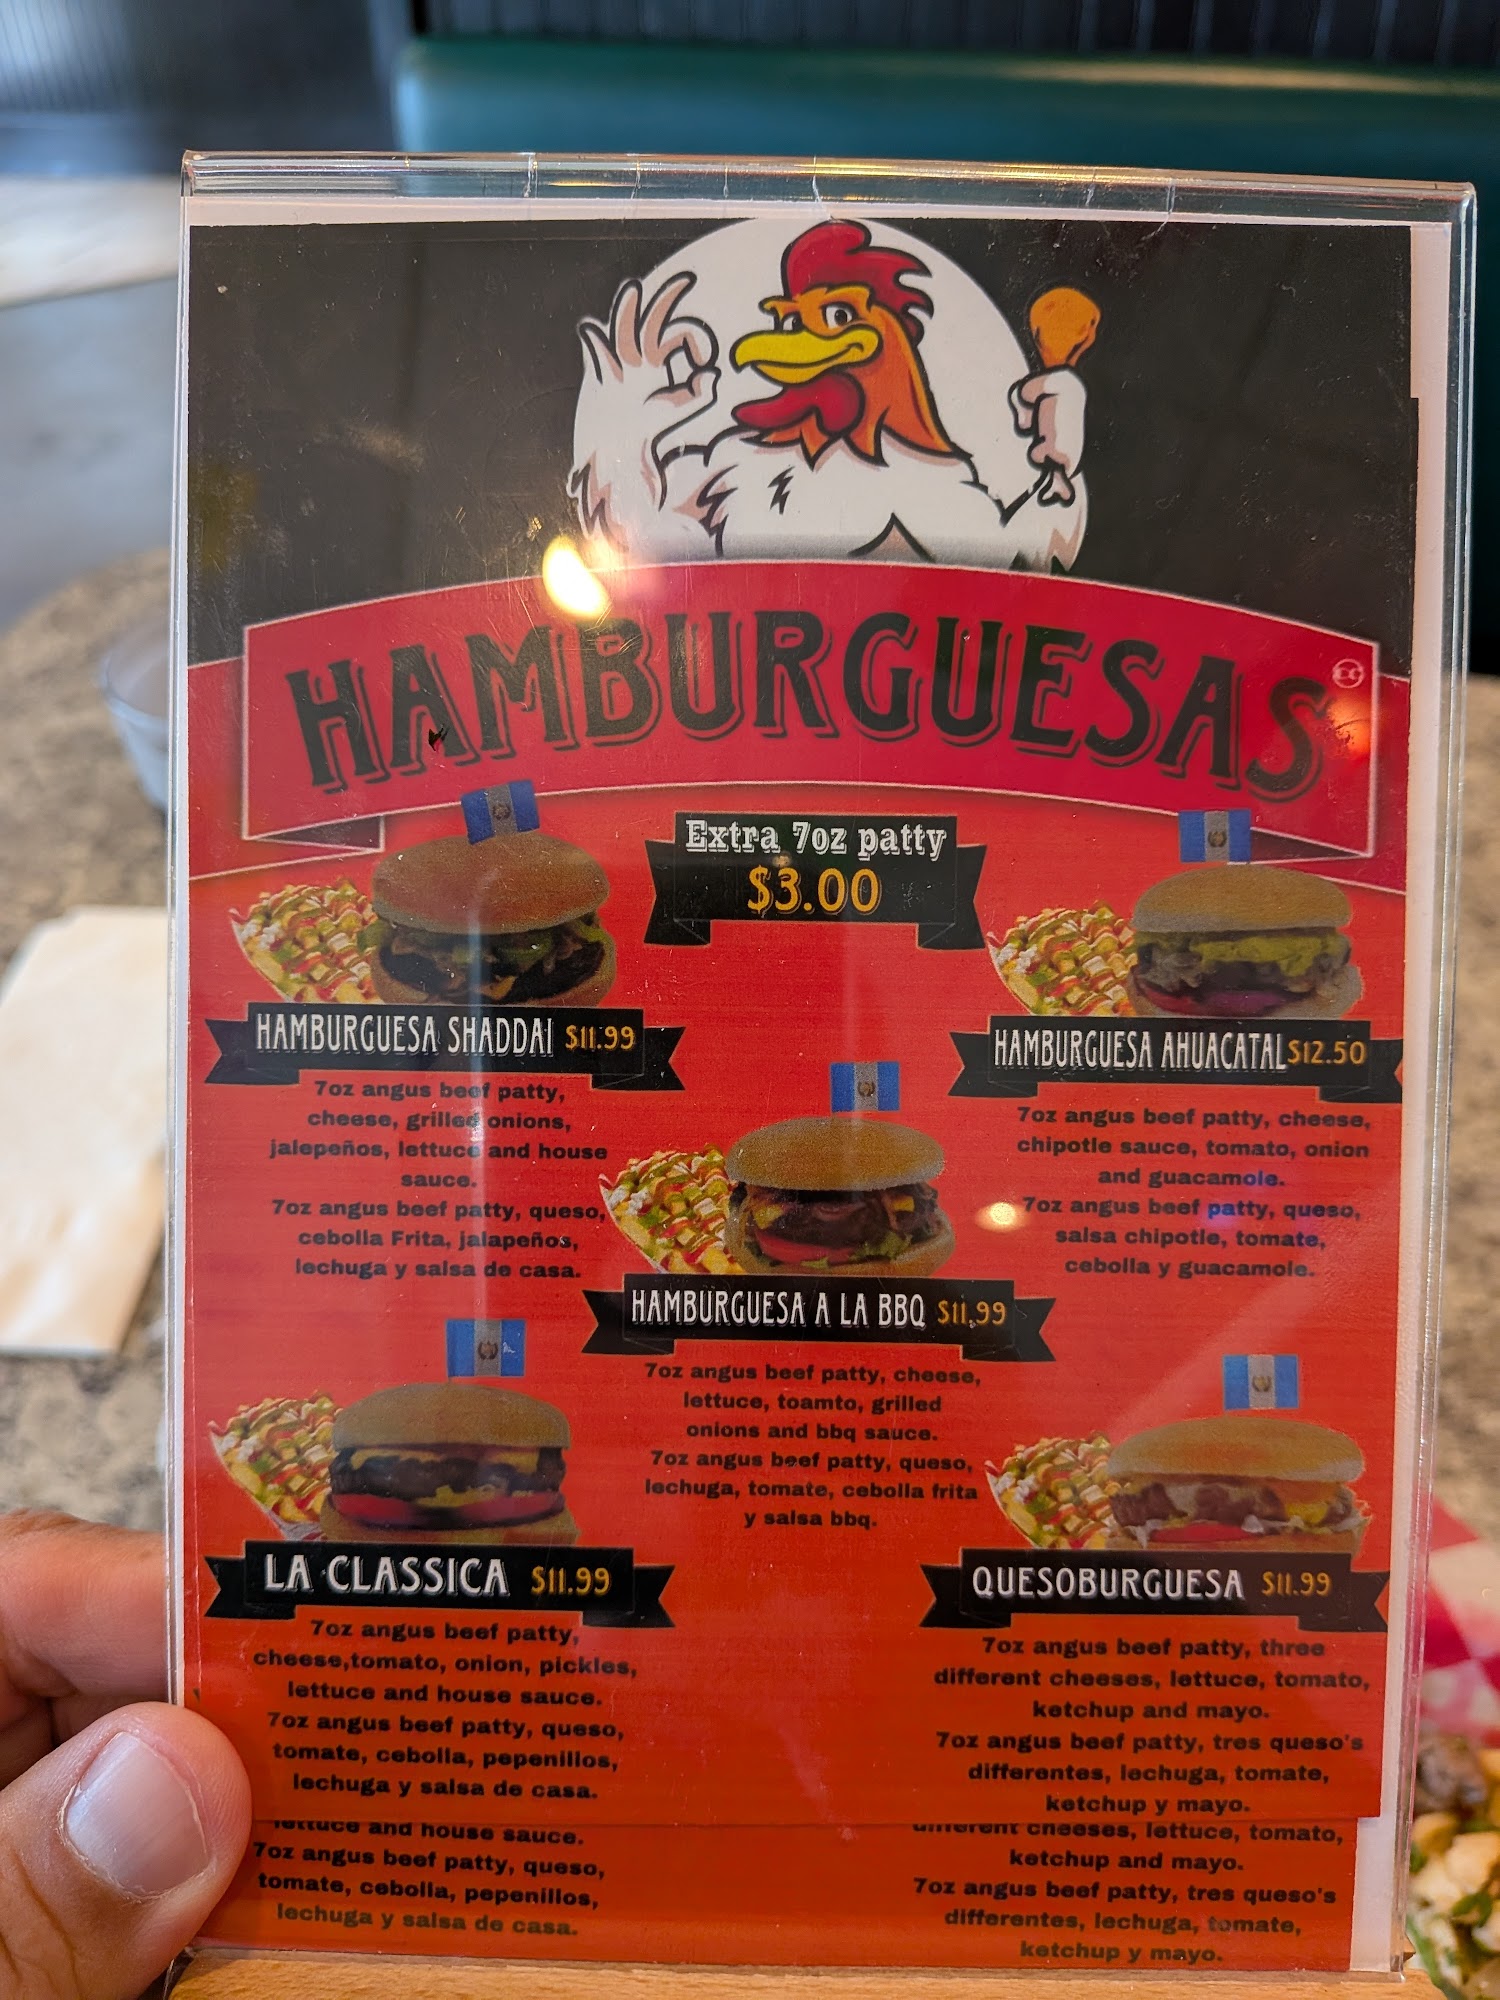 HAMBURGUESAS
Extra 7oz patty
$3.00
HAMBURGUESA SHADDAI $11.99
7oz angus beef patty,
cheese, grilled onions,
jalepeños, lettuce and house
sauce.
7oz angus beef patty, queso,
cebolla Frita, jalapeños,
lechuga y salsa de casa.
HAMBURGUESA AHUACATAL $12.50
7oz angus beef patty, cheese,
chipotle sauce, tomato, onion
and guacamole.
7oz angus beef patty, queso,
salsa chipotle, tomate,
cebolla y guacamole.
HAMBURGUESA A LA BBQ $11.99
7oz angus beef patty, cheese,
lettuce, toamto, grilled
onions and bbq sauce.
7oz angus beef patty, queso,
lechuga, tomate, cebolla frita
y salsa bbq.
LA CLASSICA $11.99
7oz angus beef patty,
cheese,tomato, onion, pickles,
lettuce and house sauce.
7oz angus beef patty, queso,
tomate, cebolla, pepenillos,
lechuga y salsa de casa.
QUESOBURGUESA $11.99
7oz angus beef patty, three
different cheeses, lettuce, tomato,
ketchup and mayo.
7oz angus beef patty, tres queso's
differentes, lechuga, tomate,
ketchup y mayo.
lettuce and house sauce.
7oz angus beef patty, queso,
tomate, cebolla, pepenillos,
lechuga y salsa de casa.
different cheeses, lettuce, tomato,
ketchup and mayo.
7oz angus beef patty, tres queso's
differentes, lechuga, tomate,
ketchup y mayo.